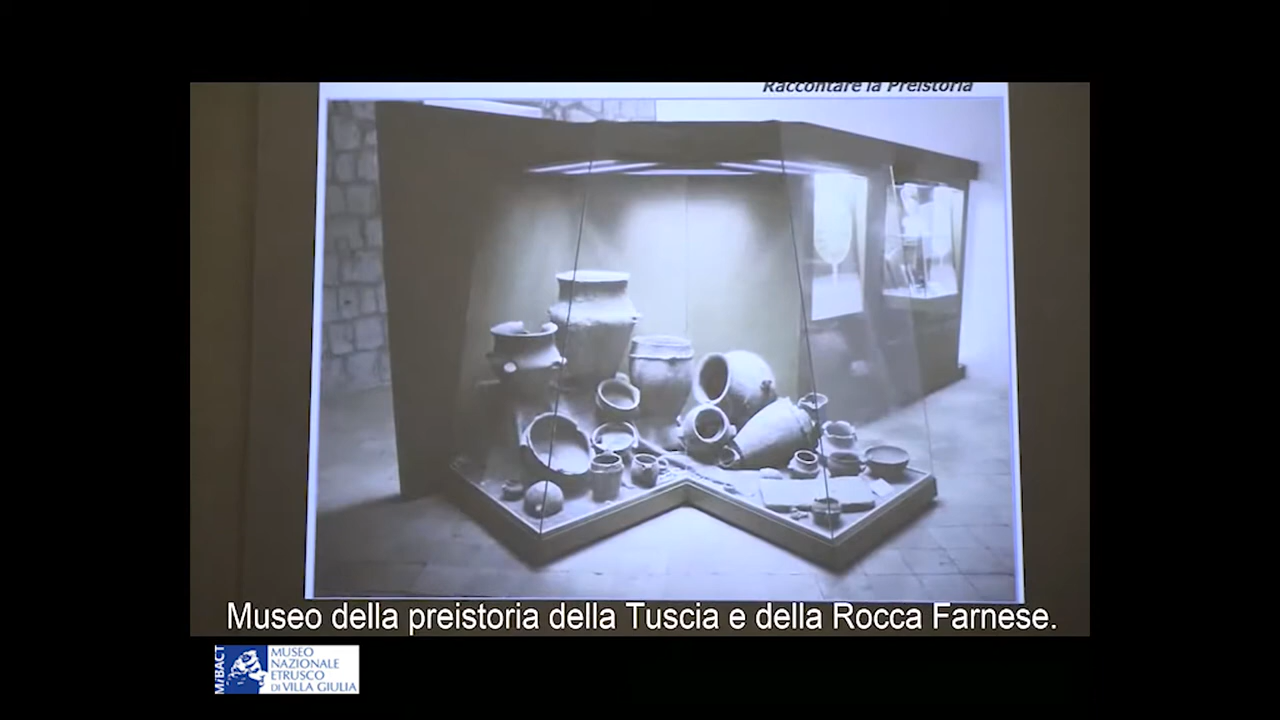 Raccontare la Preistoria
Museo della preistoria della Tuscia e della Rocca Farnese.
MiBACT
MUSEO
NAZIONALE
ETRUSCO
DI VILLA GIULIA